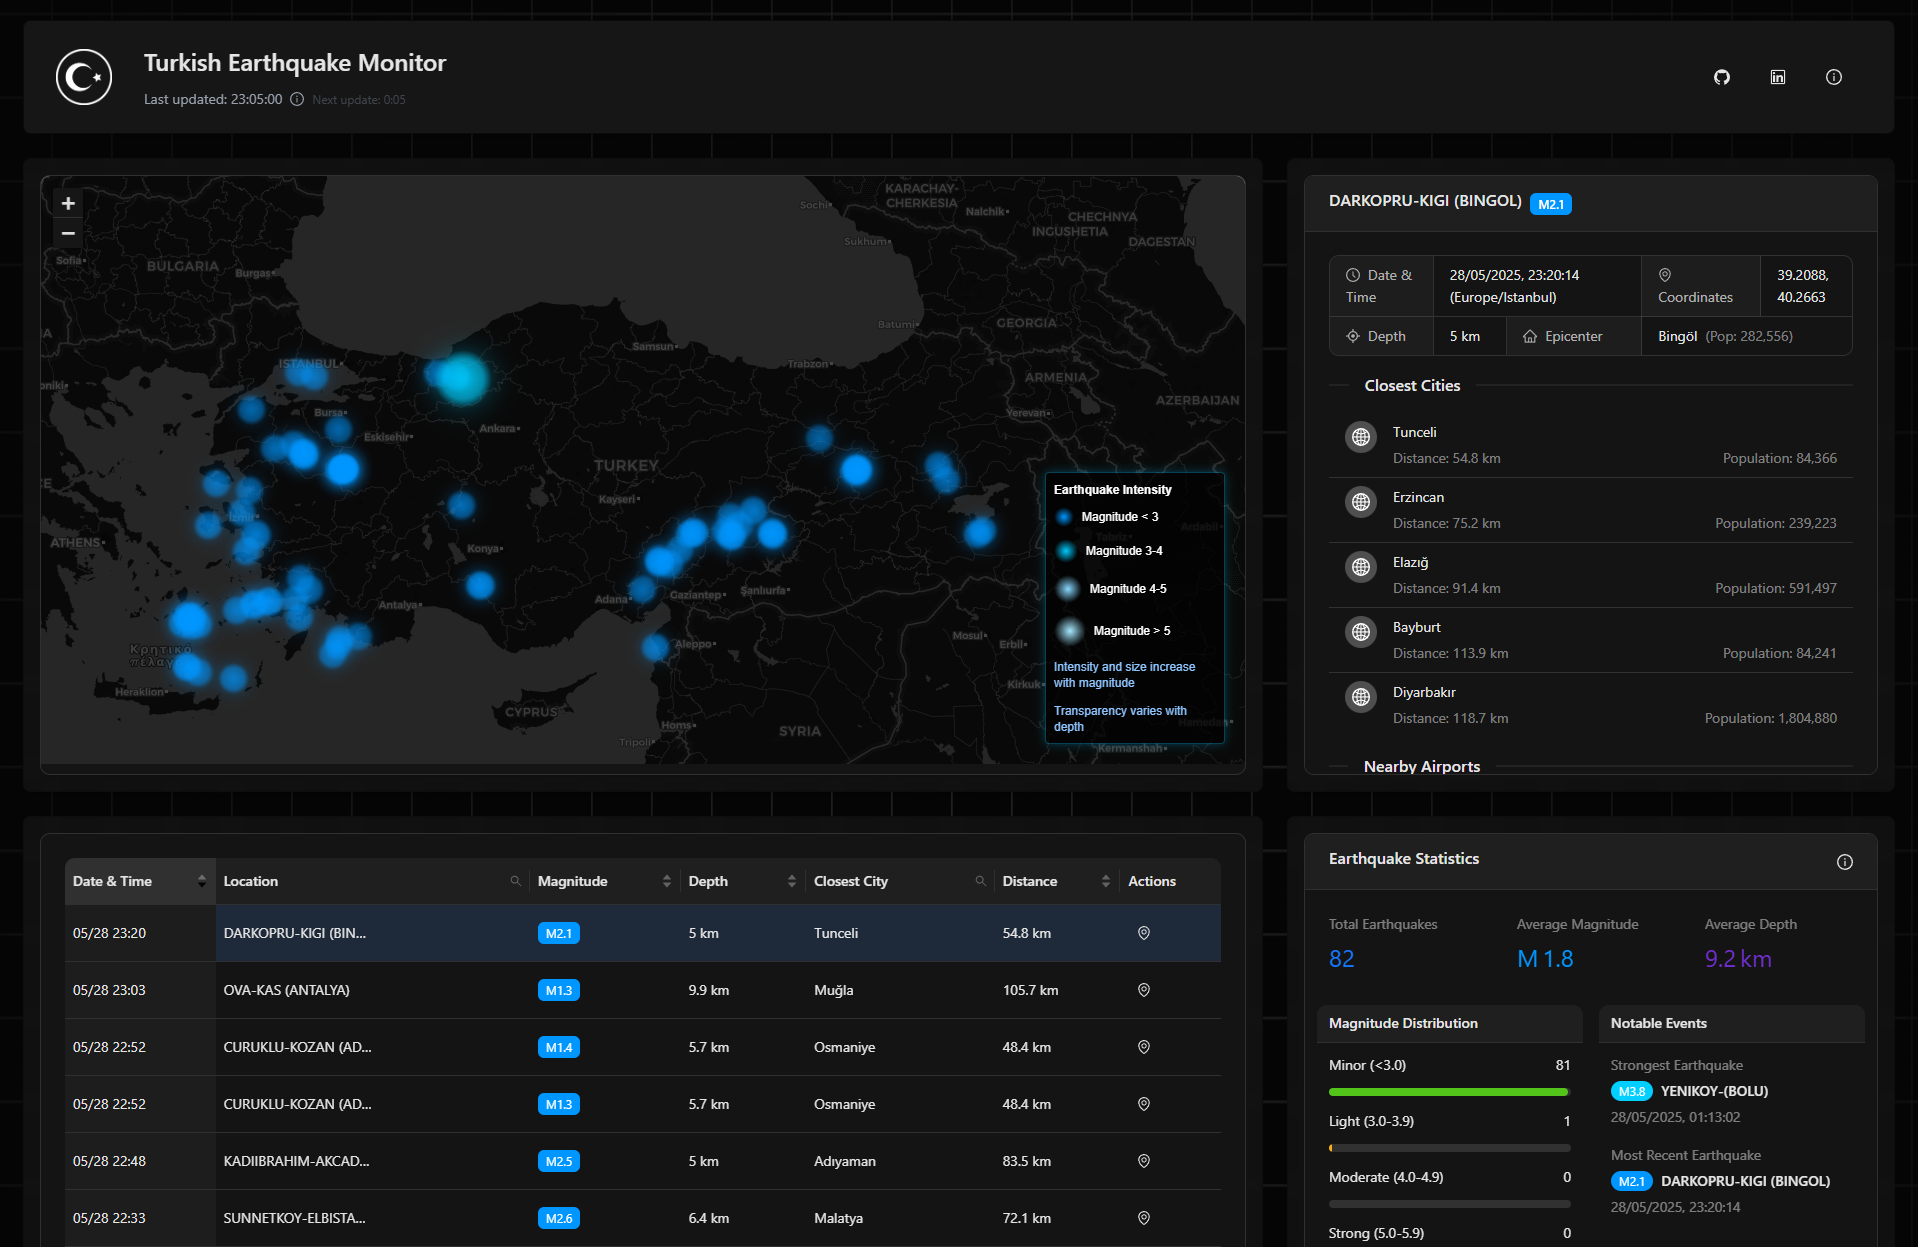 Turkish Earthquake Monitor
Last updated: 23:05:00 Next update: 0:05
+
−
KARACHAY-
CHERKESIA
Sochi
Nalchik
CHECHNYA
INGUSHETIA
DAGESTAN
Sukhum
Sofia
BULGARIA
Burgas
Batumi
GEORGIA
Samsun
Trabzon
ISTANBUL
ARMENIA
AZERBAIJAN
Yerevan
Bursa
Eskisehir
Ankara
TURKEY
Kayseri
Izmir
ATHENS
Konya
Ardabil
Tabriz
Antalya
Adana
Gaziantep
Şanlıurfa
Mosul
Erbil
Aleppo
Κρητικό
πέλαγ
Heraklion
Kirkuk
CYPRUS
Homs
SYRIA
Hamedan
Tripoli
Kermanshah
Earthquake Intensity
Magnitude < 3
Magnitude 3-4
Magnitude 4-5
Magnitude > 5
Intensity and size increase
with magnitude
Transparency varies with
depth
DARKOPRU-KIGI (BINGOL) M2.1
Date &
Time
28/05/2025, 23:20:14
(Europe/Istanbul)
Coordinates
39.2088,
40.2663
Depth 5 km Epicenter Bingöl (Pop: 282,556)
Closest Cities
Tunceli
Distance: 54.8 km Population: 84,366
Erzincan
Distance: 75.2 km Population: 239,223
Elazığ
Distance: 91.4 km Population: 591,497
Bayburt
Distance: 113.9 km Population: 84,241
Diyarbakır
Distance: 118.7 km Population: 1,804,880
Nearby Airports
Date & Time Location Magnitude Depth Closest City Distance Actions
05/28 23:20 DARKOPRU-KIGI (BIN... M2.1 5 km Tunceli 54.8 km
05/28 23:03 OVA-KAS (ANTALYA) M1.3 9.9 km Muğla 105.7 km
05/28 22:52 CURUKLU-KOZAN (AD... M1.4 5.7 km Osmaniye 48.4 km
05/28 22:52 CURUKLU-KOZAN (AD... M1.3 5.7 km Osmaniye 48.4 km
05/28 22:48 KADIIBRAHIM-AKCAD... M2.5 5 km Adıyaman 83.5 km
05/28 22:33 SUNNETKOY-ELBISTA... M2.6 6.4 km Malatya 72.1 km
Earthquake Statistics
Total Earthquakes Average Magnitude Average Depth
82 M 1.8 9.2 km
Magnitude Distribution
Minor (<3.0) 81
Light (3.0-3.9) 1
Moderate (4.0-4.9) 0
Strong (5.0-5.9) 0
Notable Events
Strongest Earthquake
M3.8 YENIKOY-(BOLU)
28/05/2025, 01:13:02
Most Recent Earthquake
M2.1 DARKOPRU-KIGI (BINGOL)
28/05/2025, 23:20:14